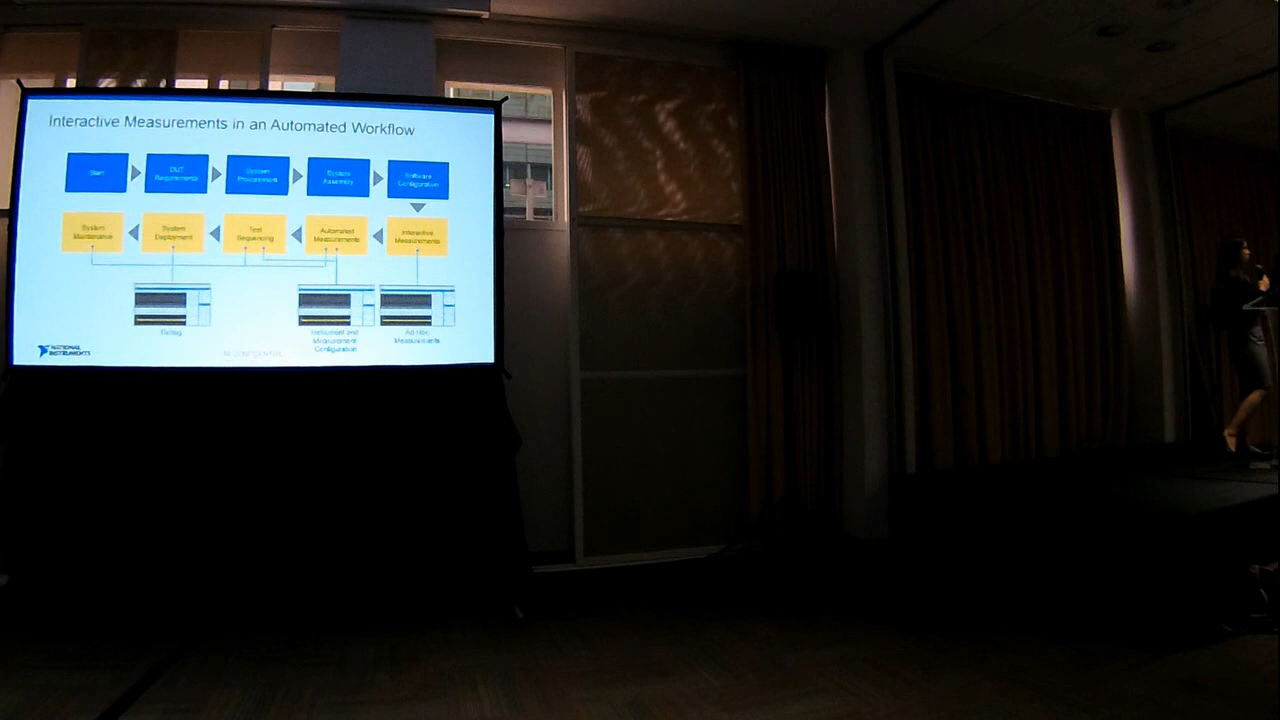 Interactive Measurements in an Automated Workflow
Start
DUT
Requirements
System
Procurement
System
Assembly
Software
Configuration
System
Maintenance
System
Deployment
Test
Sequencing
Automated
Measurements
Interactive
Measurements
Debug
Instrument and
Measurement
Configuration
Ad Hoc
Measurements
NATIONAL
INSTRUMENTS